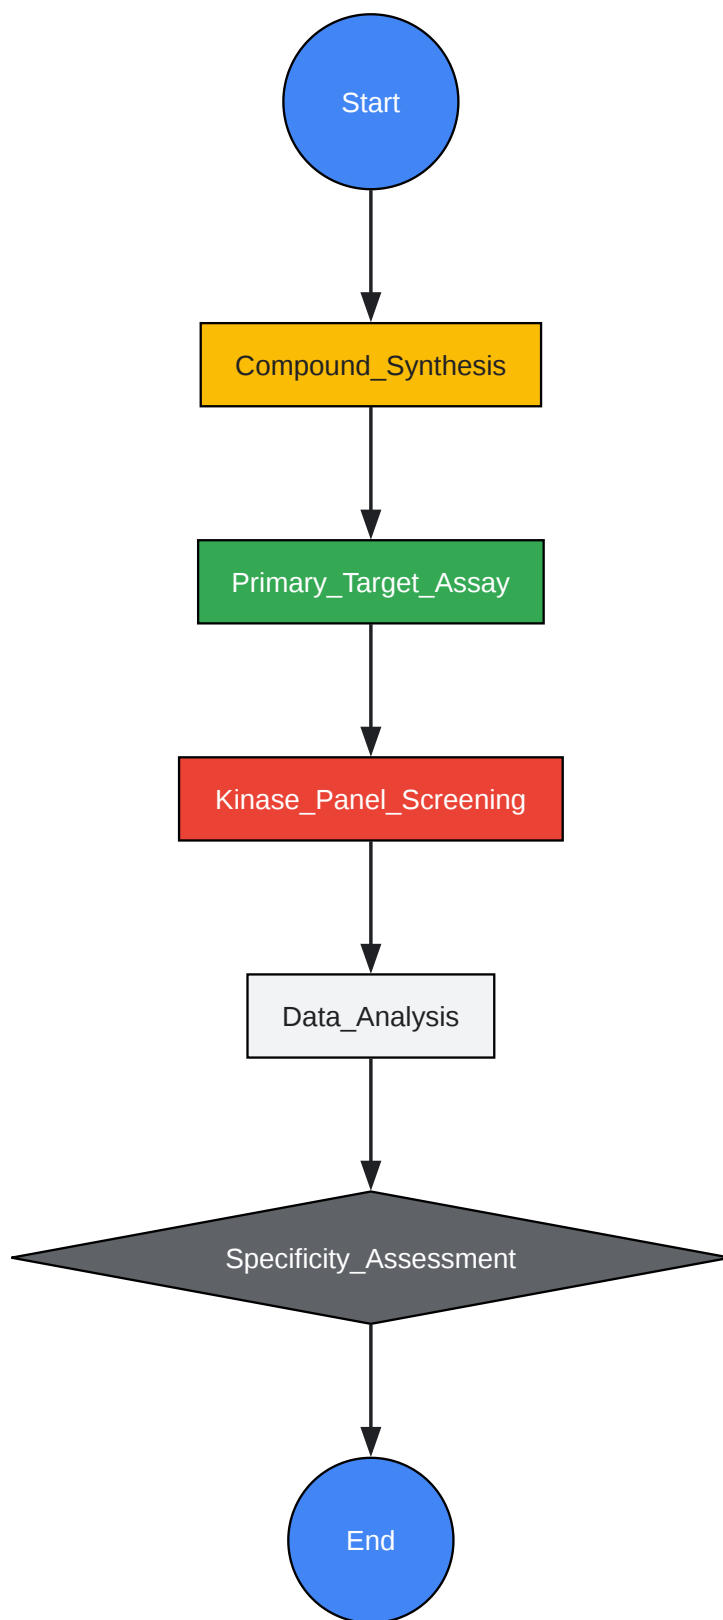 Start
Compound_Synthesis
Primary_Target_Assay
Kinase_Panel_Screening
Data_Analysis
Specificity_Assessment
End